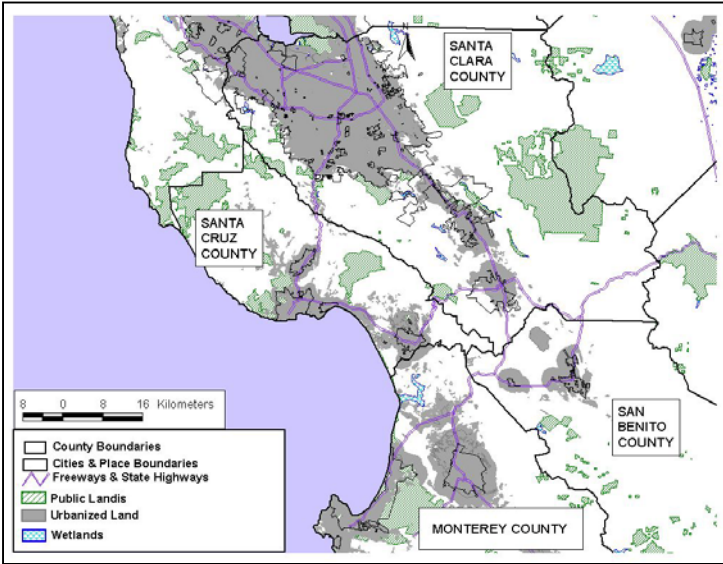 N
SANTA
CLARA
COUNTY
SANTA
CRUZ
COUNTY
8 0 8 16 Kilometers
SAN
BENITO
COUNTY
County Boundaries
Cities & Place Boundaries
Freeways & State Highways
Public Landis
Urbanized Land
Wetlands
MONTEREY COUNTY